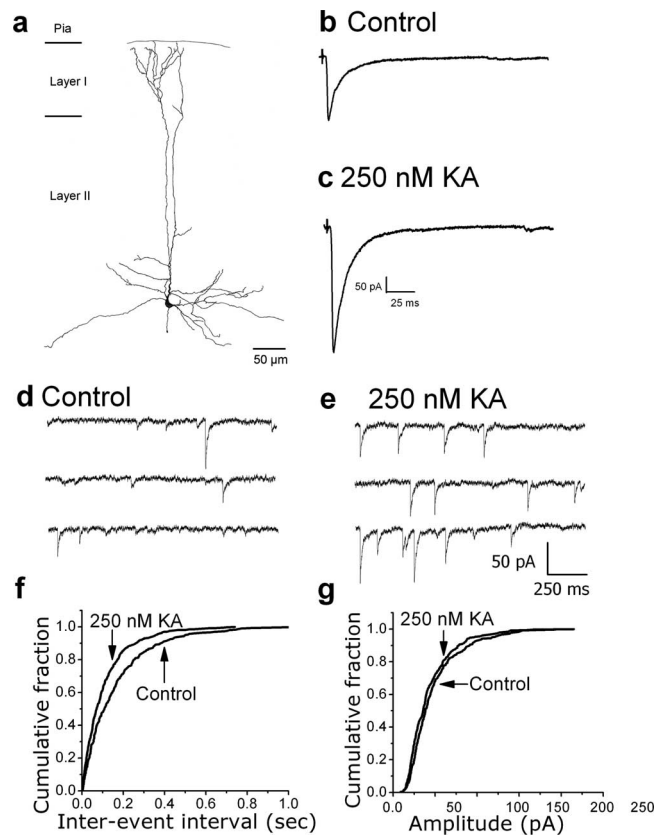 a
Pia
Layer I
Layer II
50 µm
b Control
c 250 nM KA
50 pA
25 ms
d Control
e 250 nM KA
50 pA
250 ms
f
250 nM KA
Control
Cumulative fraction
1.0
0.8
0.6
0.4
0.2
0.0
0.0 0.2 0.4 0.6 0.8 1.0
Inter-event interval (sec)
g
250 nM KA
Control
Cumulative fraction
1.0
0.8
0.6
0.4
0.2
0.0
0 50 100 150 200 250
Amplitude (pA)